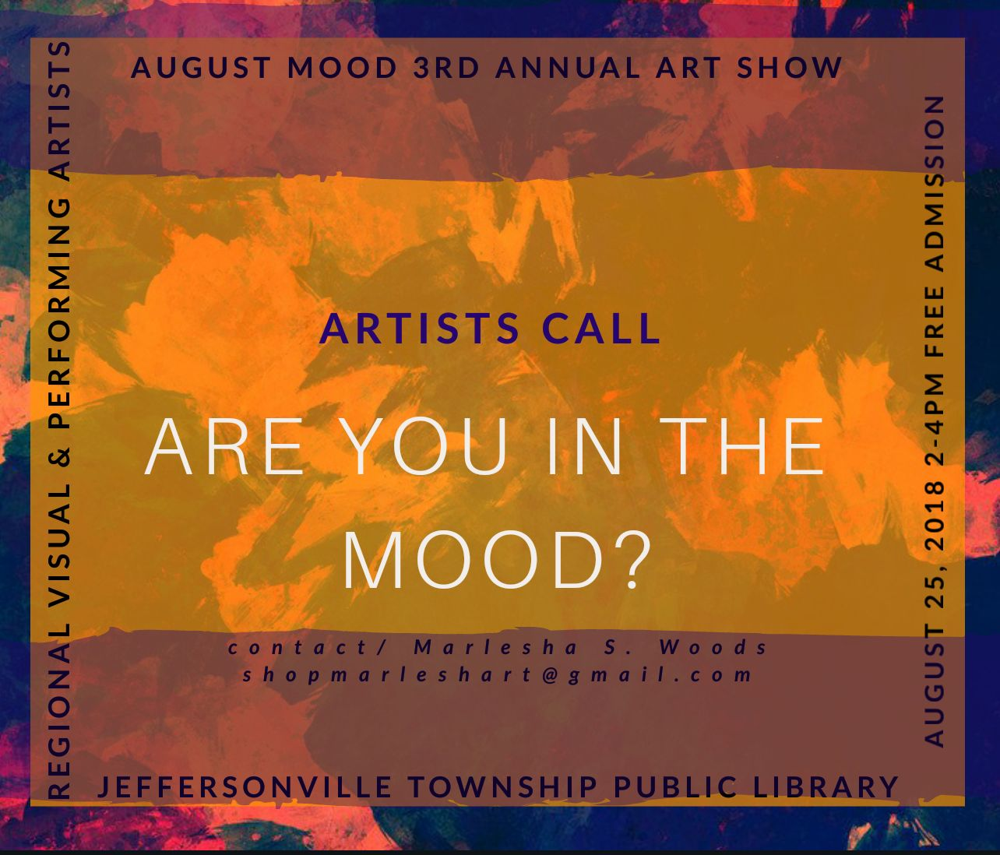 AUGUST MOOD 3RD ANNUAL ART SHOW
REGIONAL VISUAL & PERFORMING ARTISTS
AUGUST 25, 2018 2-4PM FREE ADMISSION
ARTISTS CALL
ARE YOU IN THE
MOOD?
contact/ Marlesha S. Woods
shopmarleshart@gmail.com
JEFFERSONVILLE TOWNSHIP PUBLIC LIBRARY